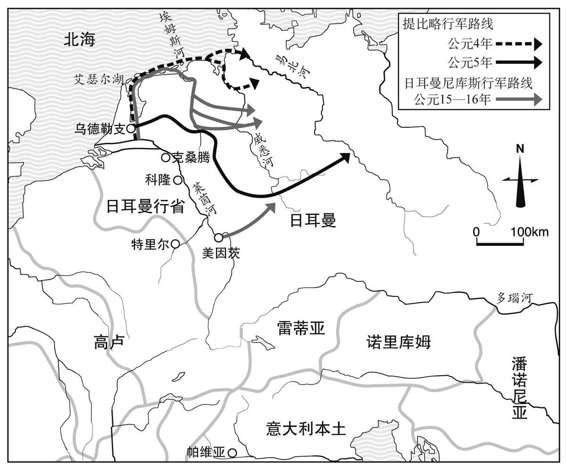 提比略行军路线
公元4年
公元5年
日耳曼尼库斯行军路线
公元15—16年
北海
埃姆斯河
易北河
艾瑟尔湖
乌德勒支
威悉河
克桑腾
科隆
莱茵河
日耳曼行省
日耳曼
特里尔
美因茨
N
0 100km
多瑙河
高卢
雷蒂亚
诺里库姆
潘诺尼亚
意大利本土
帕维亚